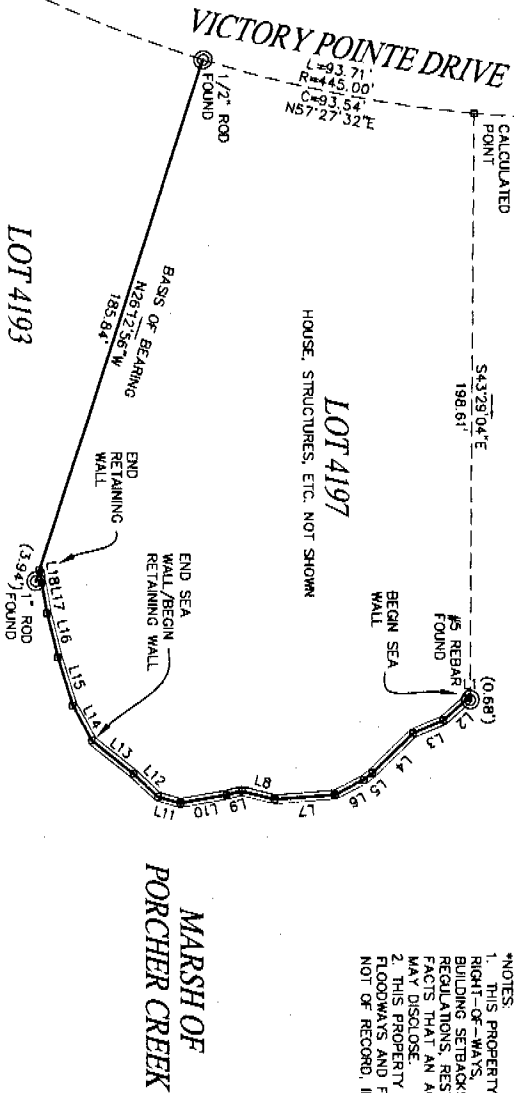 VICTORY POINTE DRIVE
L=93.71'
R=445.00'
C=93.54'
N57°27'32"E
CALCULATED
POINT
1/2" ROD
FOUND
S43°29'04"E
198.61'
BASIS OF BEARING
N26°12'56"W
185.84'
LOT 4193
LOT 4197
HOUSE, STRUCTURES, ETC. NOT SHOWN
#5 REBAR
FOUND
(0.68')
BEGIN SEA
WALL
END
RETAINING
WALL
END SEA
WALL/BEGIN
RETAINING WALL
(3.94')
1" ROD
FOUND
L2
L3
L4
L5
L6
L7
L8
L9
L10
L11
L12
L13
L14
L15
L16
L17
L18
MARSH OF
PORCHER CREEK
*NOTES:
1. THIS PROPERTY
RIGHT-OF-WAYS,
BUILDING SETBACKS
REGULATIONS, RES
FACTS THAT AN A
MAY DISCLOSE.
2. THIS PROPERTY
FLOODWAYS AND F
NOT OF RECORD, I